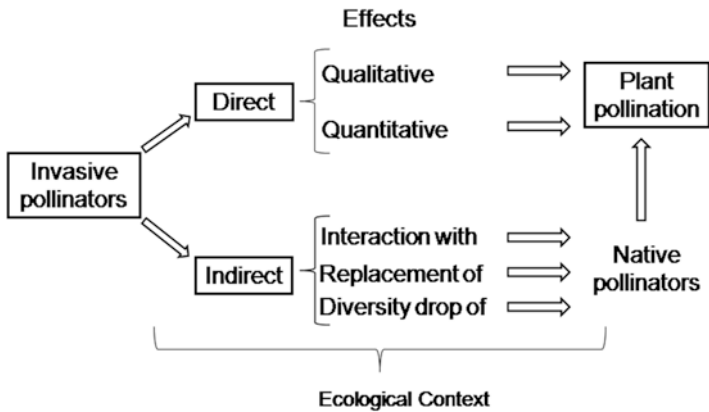 Effects
Qualitative
Direct
Quantitative
Plant
pollination
Invasive
pollinators
Interaction with
Indirect
Replacement of
Diversity drop of
Native
pollinators
Ecological Context